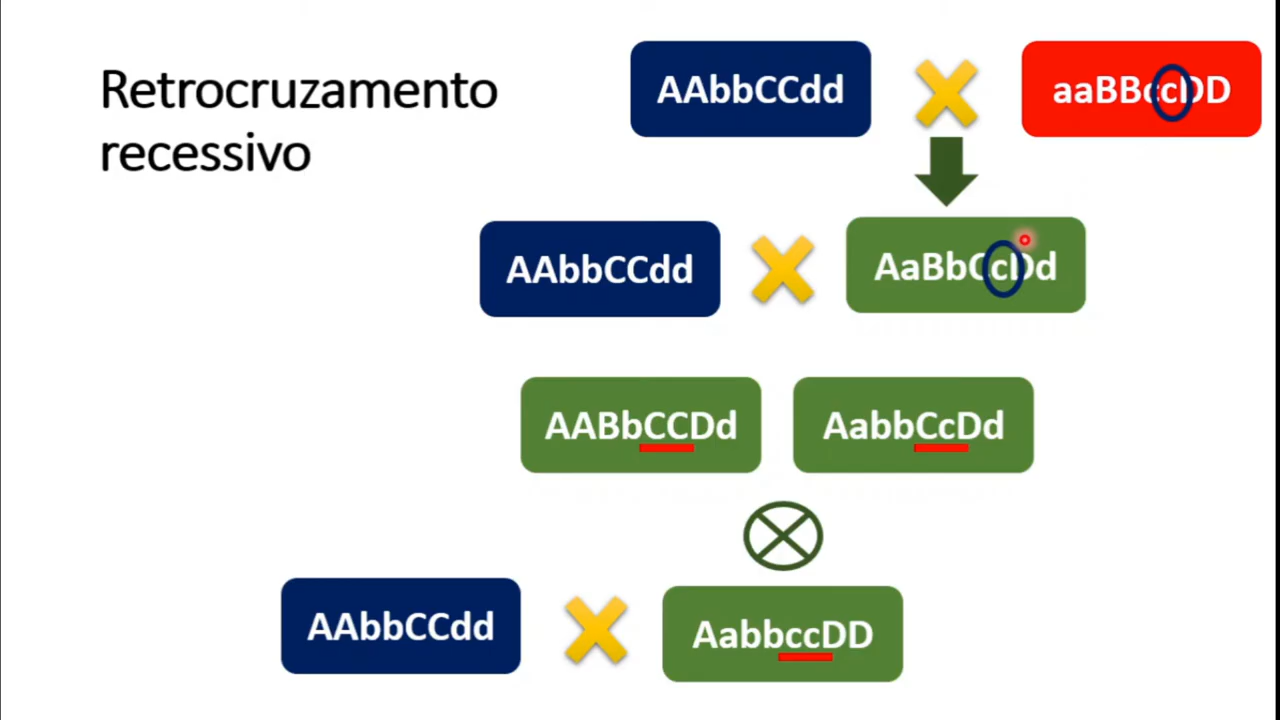 Retrocruzamento
recessivo
AAbbCCdd
aaBBccDD
AAbbCCdd
AaBbCcDd
AABbCCDd
AabbCcDd
AAbbCCdd
AabbccDD